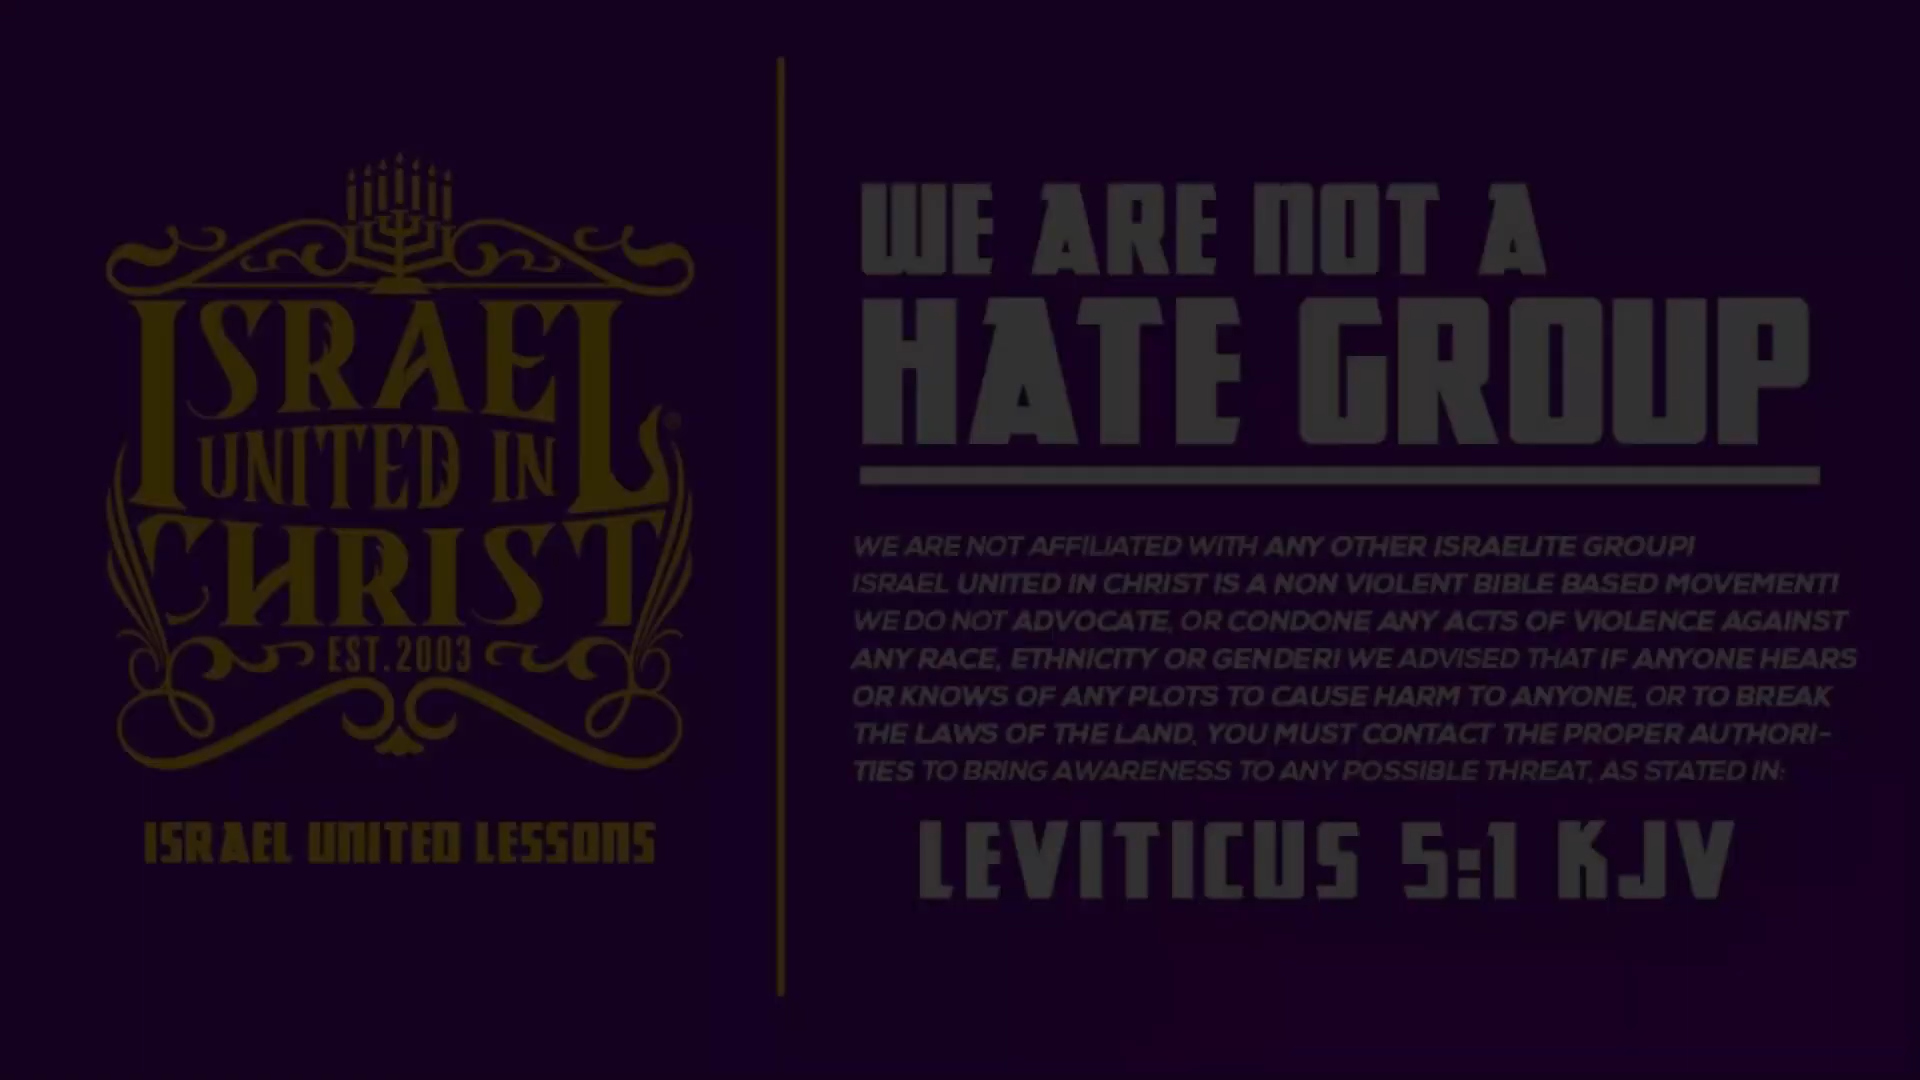 ISRAEL
UNITED IN
CHRIST
EST. 2003
ISRAEL UNITED LESSONS
WE ARE NOT A
HATE GROUP
WE ARE NOT AFFILIATED WITH ANY OTHER ISRAELITE GROUP!
ISRAEL UNITED IN CHRIST IS A NON VIOLENT BIBLE BASED MOVEMENT!
WE DO NOT ADVOCATE, OR CONDONE ANY ACTS OF VIOLENCE AGAINST
ANY RACE, ETHNICITY OR GENDER! WE ADVISED THAT IF ANYONE HEARS
OR KNOWS OF ANY PLOTS TO CAUSE HARM TO ANYONE, OR TO BREAK
THE LAWS OF THE LAND, YOU MUST CONTACT THE PROPER AUTHORI-
TIES TO BRING AWARENESS TO ANY POSSIBLE THREAT, AS STATED IN:
LEVITICUS 5:1 KJV